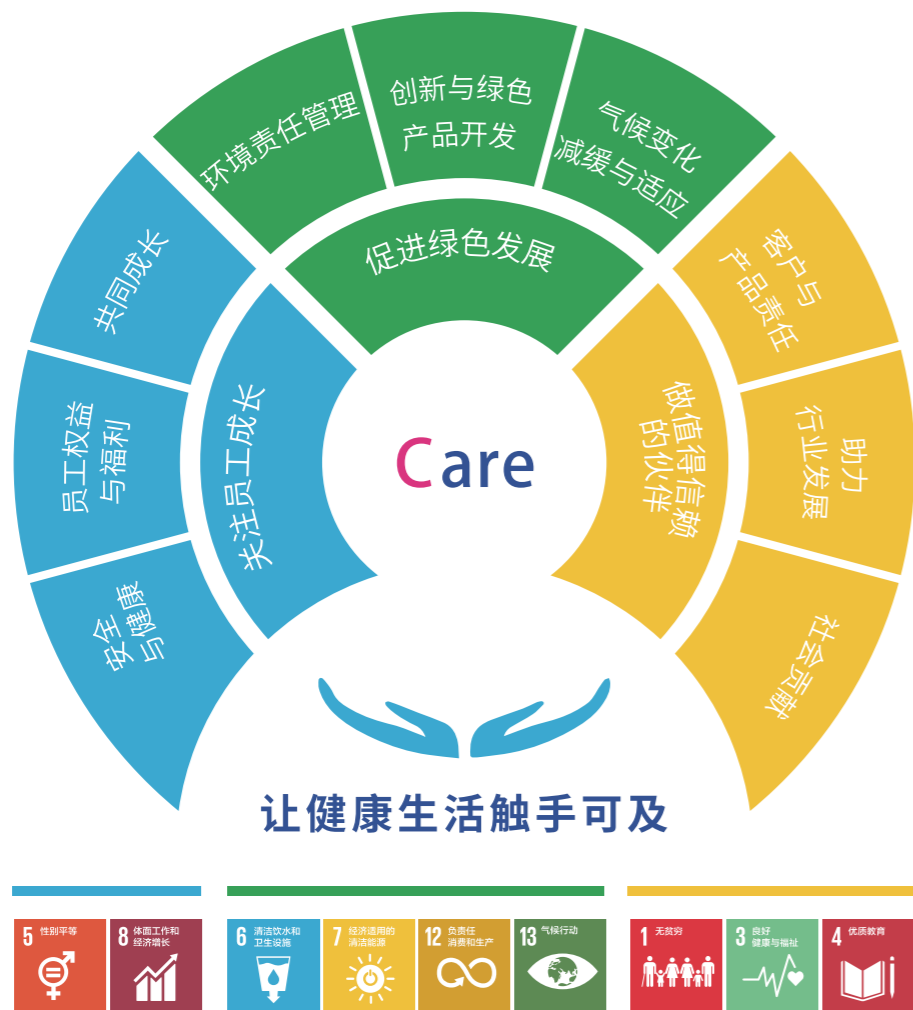 环境责任管理
创新与绿色
产品开发
气候变化
减缓与适应
促进绿色发展
共同成长
员工权益
与福利
安全
与健康
关注员工成长
客户与
产品责任
助力
行业发展
社会贡献
做值得信赖
的伙伴
Care
让健康生活触手可及
5 性别平等
8 体面工作和
经济增长
6 清洁饮水和
卫生设施
7 经济适用的
清洁能源
12 负责任
消费和生产
13 气候行动
1 无贫穷
3 良好
健康与福祉
4 优质教育